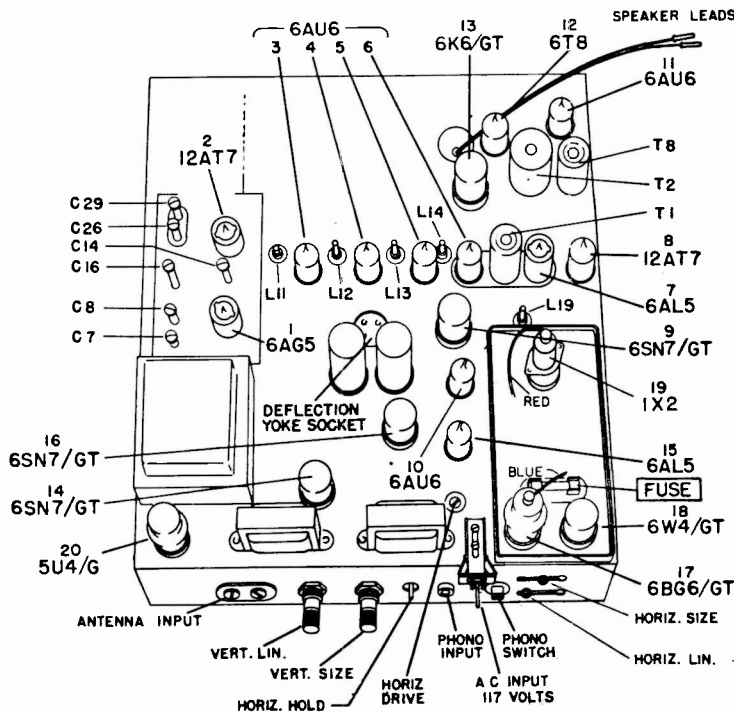 SPEAKER LEADS
6AU6
3 4 5 6
13
6K6/GT
12
6T8
11
6AU6
2
12AT7
T8
T2
C29
C26
C14
C16
C8
C7
L14
T1
8
12AT7
L11
L12
L13
7
6AL5
L19
1
6AG5
9
6SN7/GT
DEFLECTION
YOKE SOCKET
RED
19
1X2
16
6SN7/GT
10
6AU6
15
6AL5
14
6SN7/GT
BLUE
FUSE
18
6W4/GT
20
5U4/G
17
6BG6/GT
ANTENNA INPUT
VERT. LIN.
VERT. SIZE
HORIZ. HOLD
HORIZ
DRIVE
PHONO
INPUT
A C INPUT
117 VOLTS
PHONO
SWITCH
HORIZ. SIZE
HORIZ. LIN.